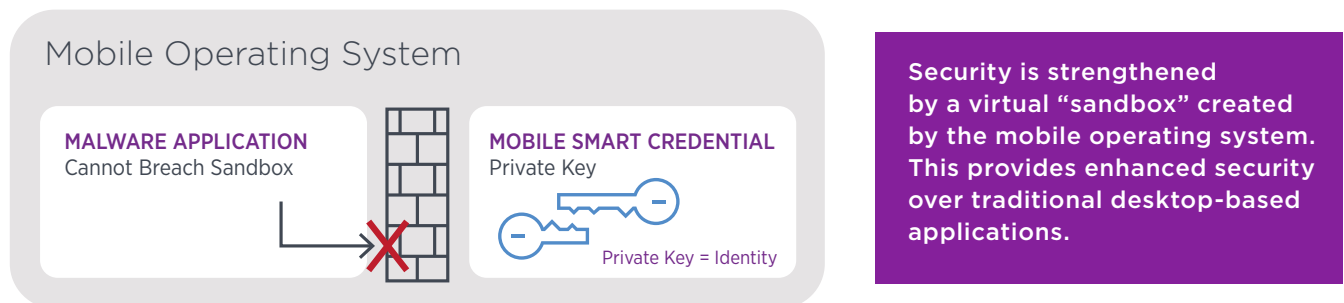 Mobile Operating System
MALWARE APPLICATION
Cannot Breach Sandbox
MOBILE SMART CREDENTIAL
Private Key
Private Key = Identity
Security is strengthened
by a virtual “sandbox” created
by the mobile operating system.
This provides enhanced security
over traditional desktop-based
applications.